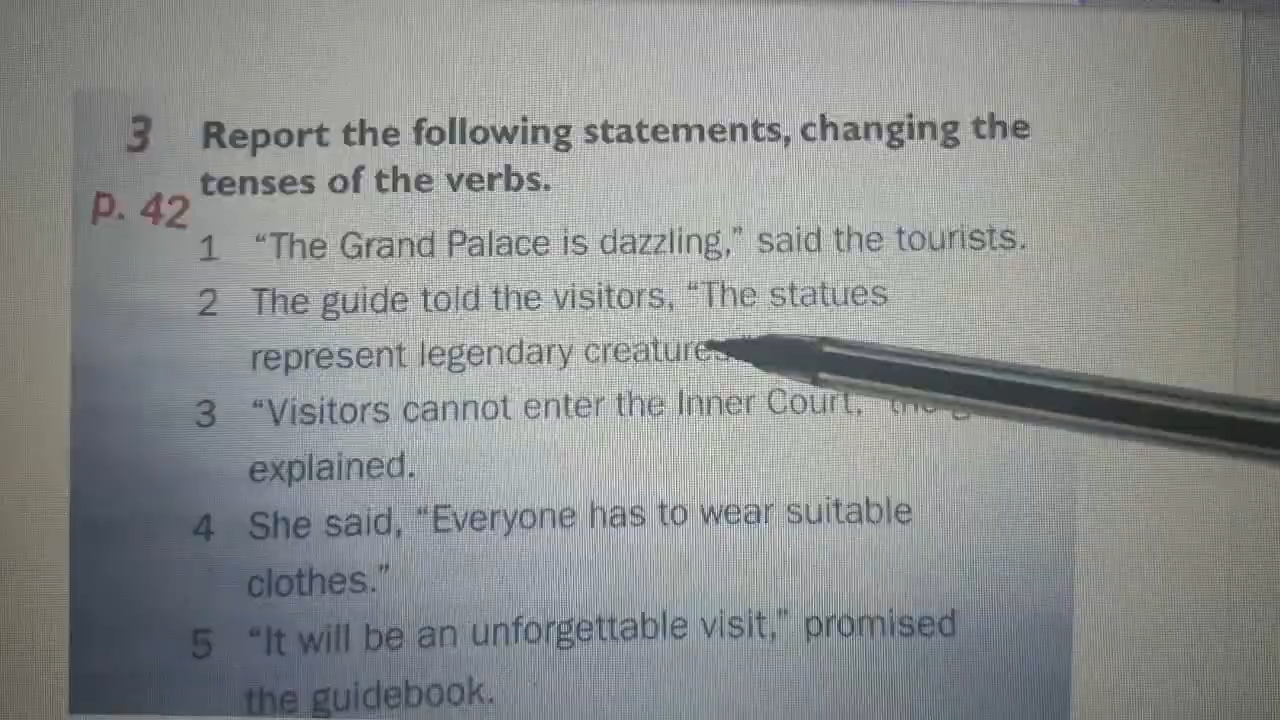 3 Report the following statements, changing the
tenses of the verbs.
p. 42
1 “The Grand Palace is dazzling,” said the tourists.
2 The guide told the visitors, “The statues
represent legendary creatures
3 “Visitors cannot enter the Inner Court,” the
explained.
4 She said, “Everyone has to wear suitable
clothes.”
5 “It will be an unforgettable visit,” promised
the guidebook.